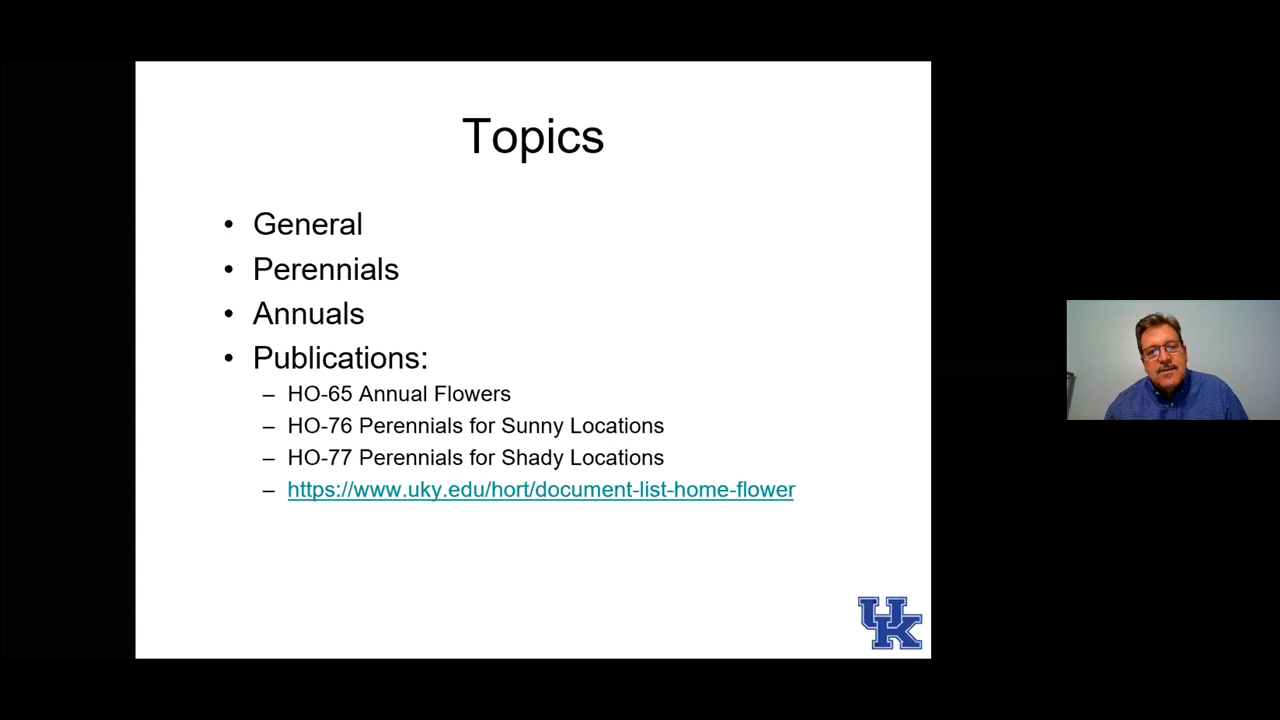 Topics
• General
• Perennials
• Annuals
• Publications:
– HO-65 Annual Flowers
– HO-76 Perennials for Sunny Locations
– HO-77 Perennials for Shady Locations
– https://www.uky.edu/hort/document-list-home-flower
UK